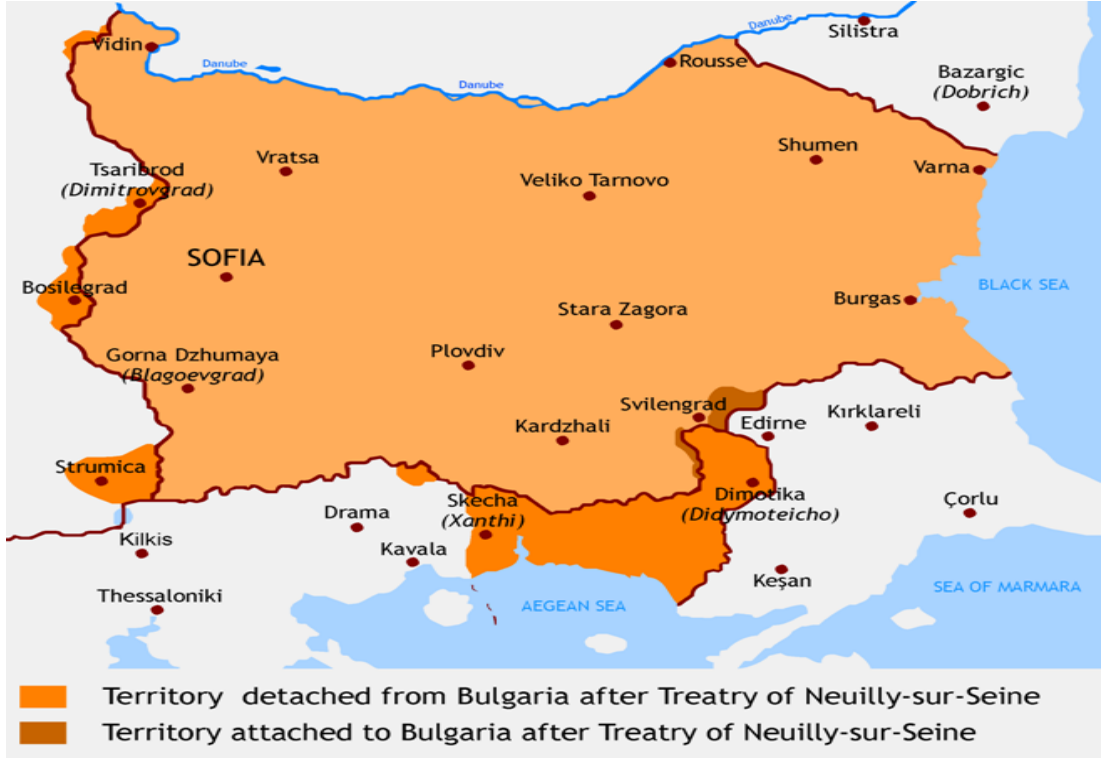 Danube
Silistra
Vidin
Danube
Rousse
Danube
Bazargic
(Dobrich)
Shumen
Vratsa
Varna
Tsaribrod
(Dimitrovgrad)
Veliko Tarnovo
SOFIA
BLACK SEA
Bosilegrad
Burgas
Stara Zagora
Gorna Dzhumaya
(Blagoevgrad)
Plovdiv
Svilengrad
Kırklareli
Edirne
Kardzhali
Strumica
Dimotika
(Didymoteicho)
Skecha
(Xanthi)
Çorlu
Drama
Kilkis
Kavala
Keşan
SEA OF MARMARA
Thessaloniki
AEGEAN SEA
Territory detached from Bulgaria after Treatry of Neuilly-sur-Seine
Territory attached to Bulgaria after Treatry of Neuilly-sur-Seine